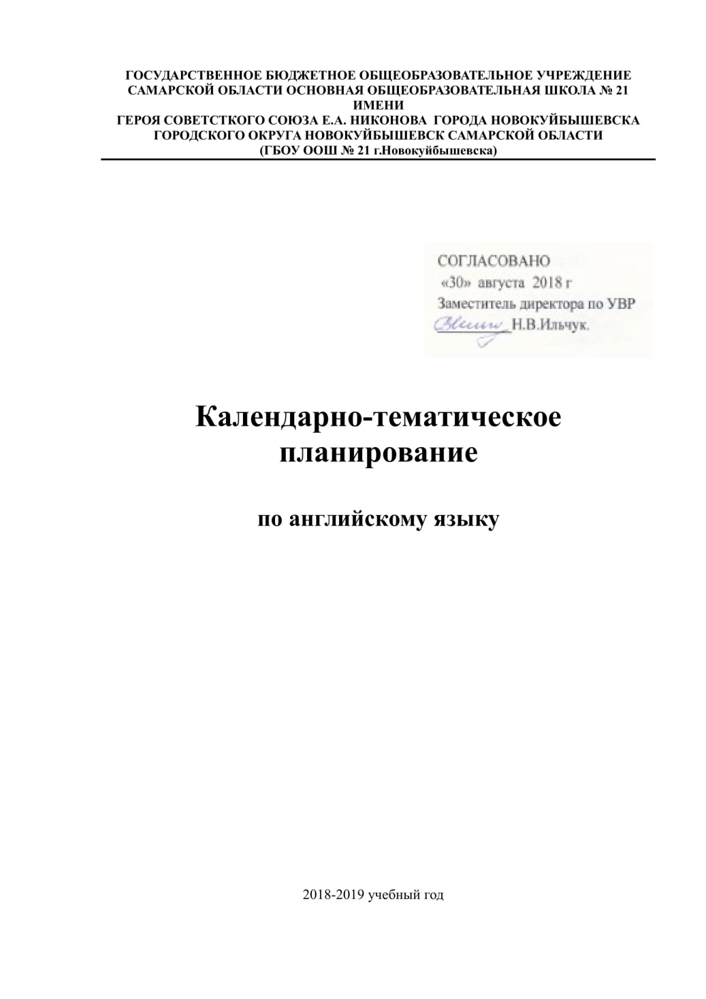 ГОСУДАРСТВЕННОЕ БЮДЖЕТНОЕ ОБЩЕОБРАЗОВАТЕЛЬНОЕ УЧРЕЖДЕНИЕ
САМАРСКОЙ ОБЛАСТИ ОСНОВНАЯ ОБЩЕОБРАЗОВАТЕЛЬНАЯ ШКОЛА № 21
ИМЕНИ
ГЕРОЯ СОВЕТСТКОГО СОЮЗА Е.А. НИКОНОВА ГОРОДА НОВОКУЙБЫШЕВСКА
ГОРОДСКОГО ОКРУГА НОВОКУЙБЫШЕВСК САМАРСКОЙ ОБЛАСТИ
(ГБОУ ООШ № 21 г.Новокуйбышевска)
СОГЛАСОВАНО
«30» августа 2018 г
Заместитель директора по УВР
Н.В.Ильчук.
Календарно-тематическое
планирование
по английскому языку
2018-2019 учебный год